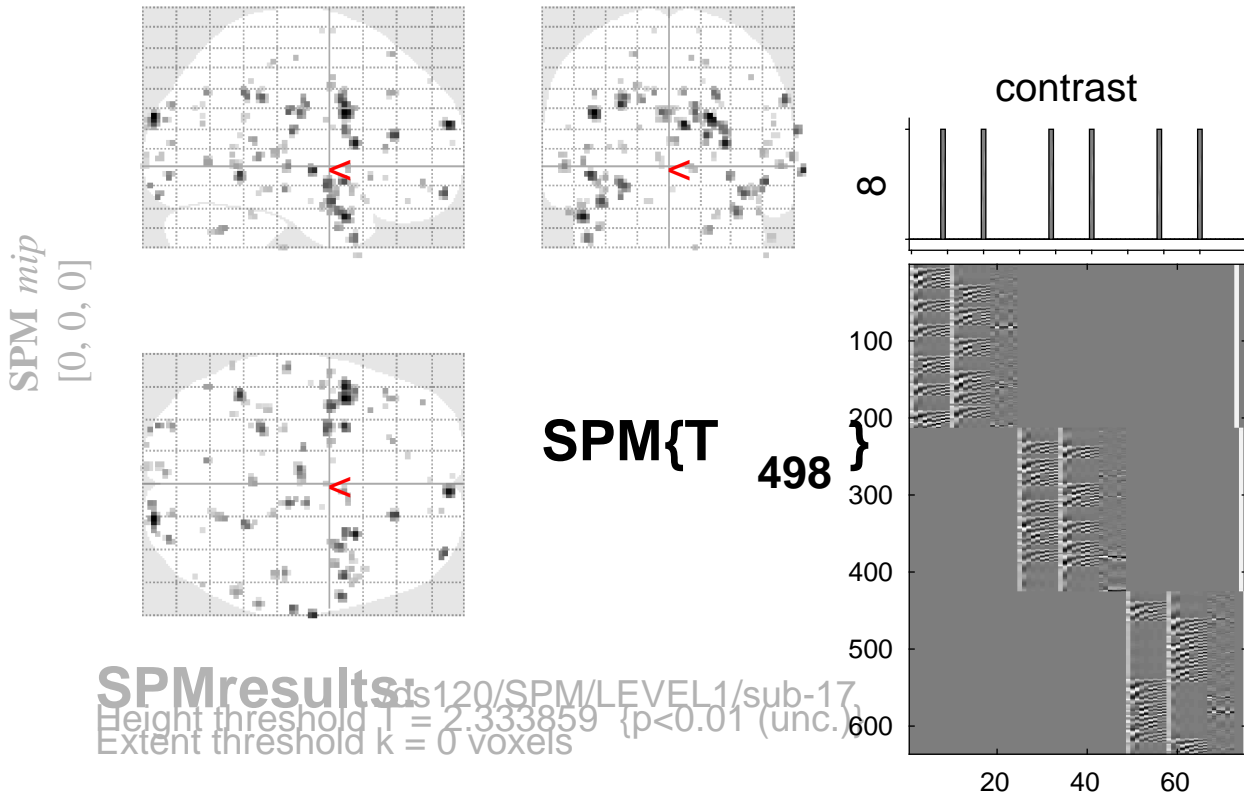 SPM mip
[0, 0, 0]
<
<
<
SPM{T498}
contrast
8
100
200
300
400
500
600
20
40
60
SPMresults: ./ds120/SPM/LEVEL1/sub-17
Height threshold T = 2.333859 {p<0.01 (unc.)}
Extent threshold k = 0 voxels